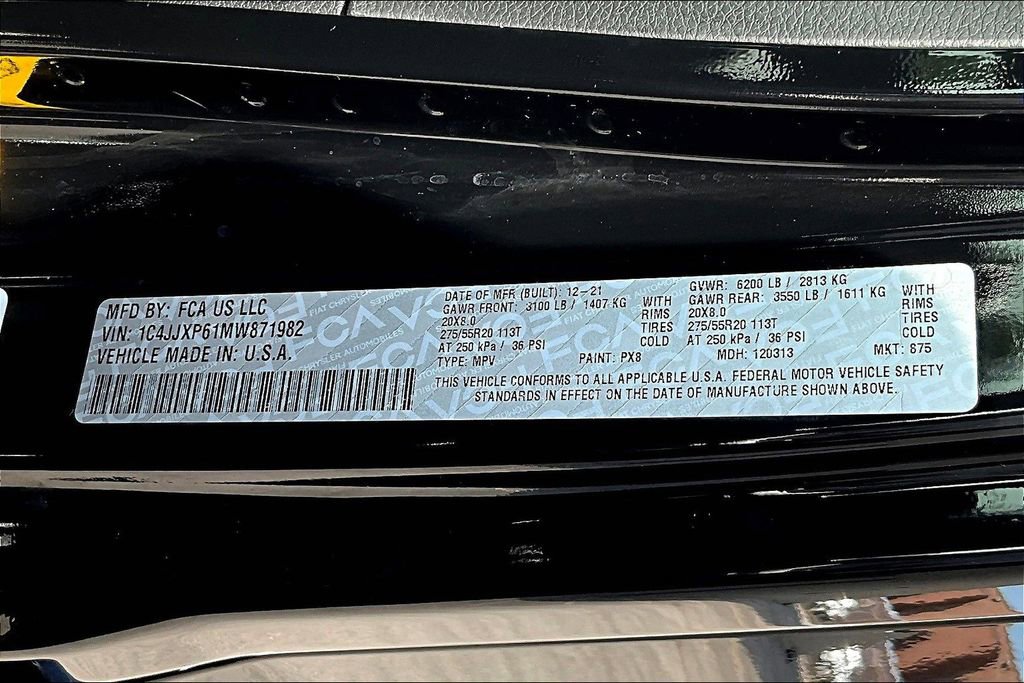 MFD BY: FCA US LLC
VIN: 1C4JJXP61MW871982
VEHICLE MADE IN: U.S.A.
DATE OF MFR (BUILT): 12-21
GAWR FRONT: 3100 LB / 1407 KG WITH
20X8.0 RIMS
275/55R20 113T TIRES
AT 250 kPa / 36 PSI COLD
TYPE: MPV PAINT: PX8
GVWR: 6200 LB / 2813 KG
GAWR REAR: 3550 LB / 1611 KG WITH
20X8.0 RIMS
275/55R20 113T TIRES
AT 250 kPa / 36 PSI COLD
MDH: 120313 MKT: 875
THIS VEHICLE CONFORMS TO ALL APPLICABLE U.S.A. FEDERAL MOTOR VEHICLE SAFETY
STANDARDS IN EFFECT ON THE DATE OF MANUFACTURE SHOWN ABOVE.